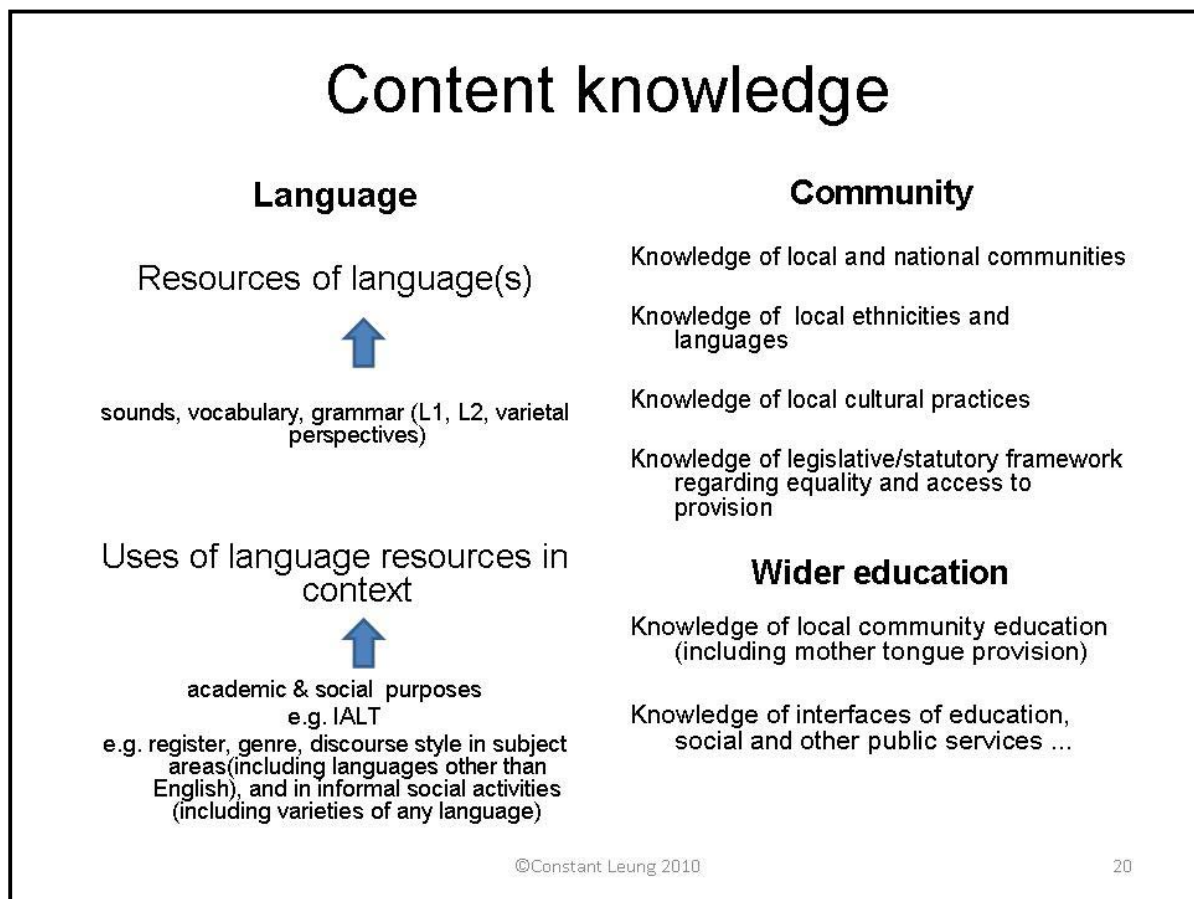 Content knowledge
Language
Resources of language(s)
sounds, vocabulary, grammar (L1, L2, varietal
perspectives)
Uses of language resources in
context
academic & social purposes
e.g. IALT
e.g. register, genre, discourse style in subject
areas(including languages other than
English), and in informal social activities
(including varieties of any language)
Community
Knowledge of local and national communities
Knowledge of local ethnicities and
languages
Knowledge of local cultural practices
Knowledge of legislative/statutory framework
regarding equality and access to
provision
Wider education
Knowledge of local community education
(including mother tongue provision)
Knowledge of interfaces of education,
social and other public services ...
©Constant Leung 2010
20